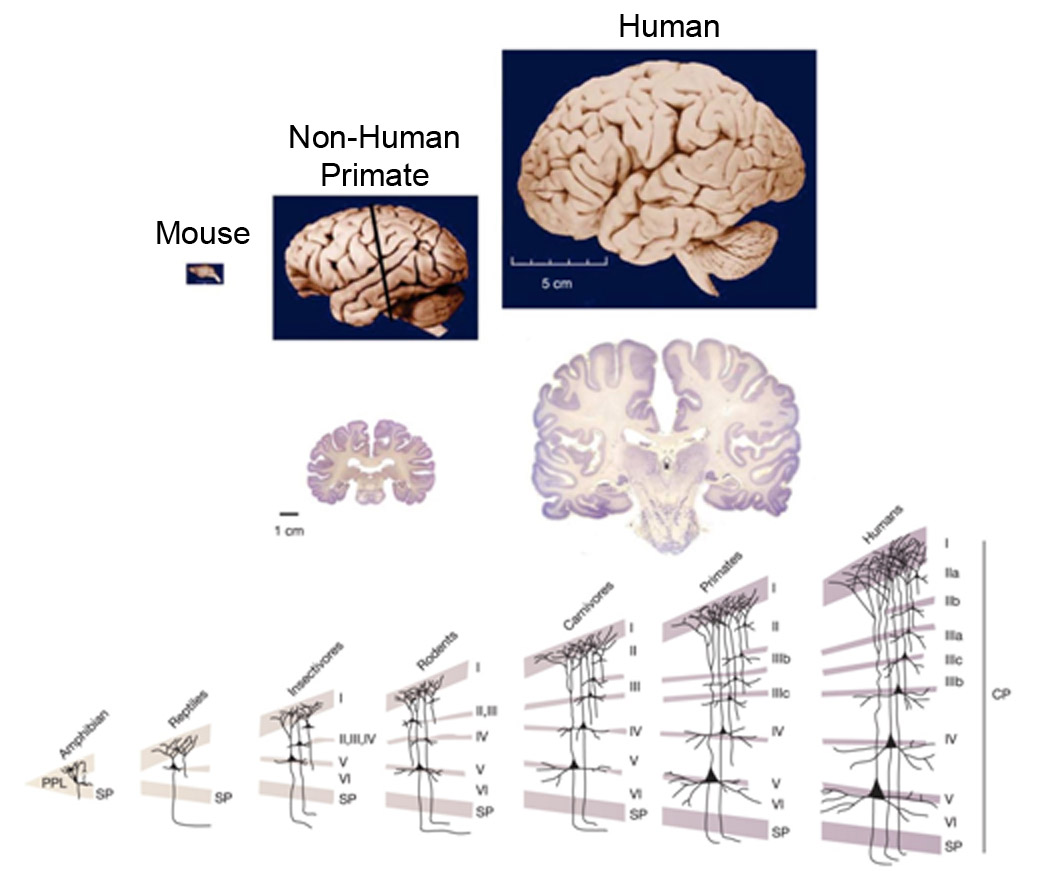 Human
Non-Human
Primate
Mouse
5 cm
1 cm
Amphibian
PPL
SP
Reptiles
SP
Insectivores
I
II,III,IV
V
VI
SP
Rodents
I
II,III
IV
V
VI
SP
Carnivores
I
II
III
IV
V
VI
SP
Primates
I
II
IIIb
IIIc
IV
V
VI
SP
Humans
I
IIa
IIb
IIIa
IIIc
IIIb
IV
V
VI
SP
CP